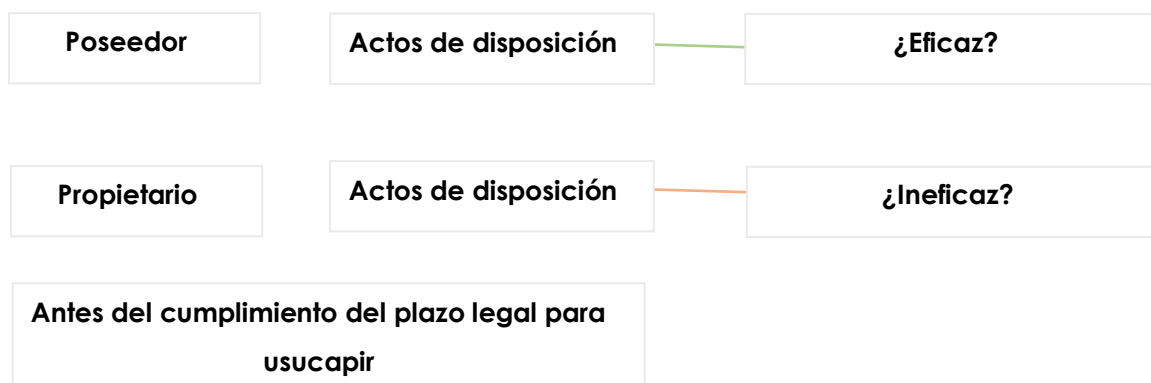 Poseedor
Actos de disposición
¿Eficaz?
Propietario
Actos de disposición
¿Ineficaz?
Antes del cumplimiento del plazo legal para
usucapir